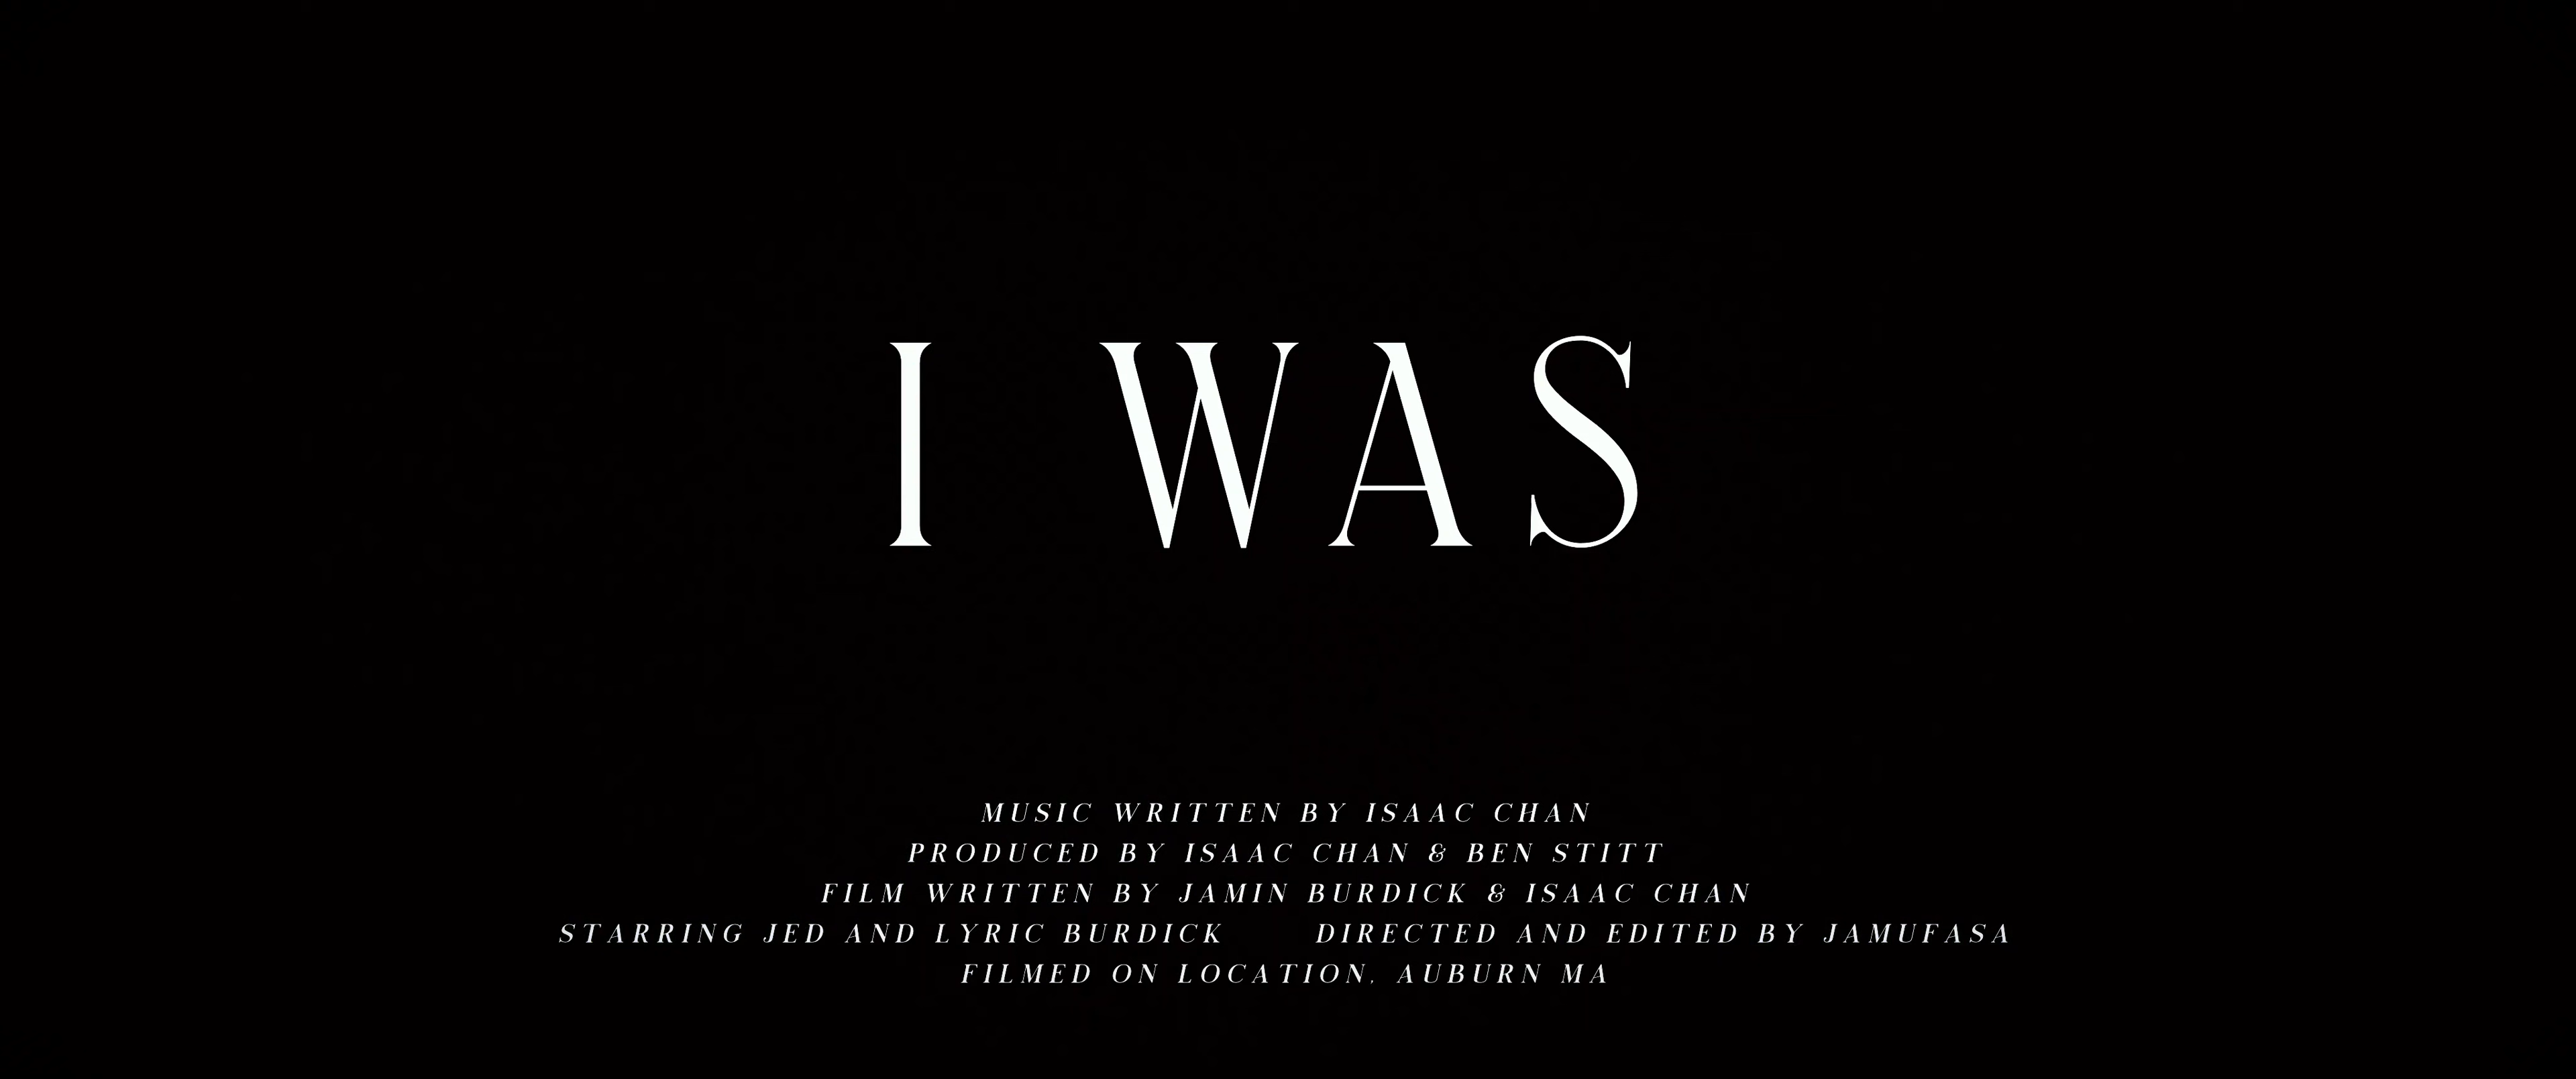 I WAS
MUSIC WRITTEN BY ISAAC CHAN
PRODUCED BY ISAAC CHAN & BEN STITT
FILM WRITTEN BY JAMIN BURDICK & ISAAC CHAN
STARRING JED AND LYRIC BURDICK DIRECTED AND EDITED BY JAMUFASA
FILMED ON LOCATION, AUBURN MA